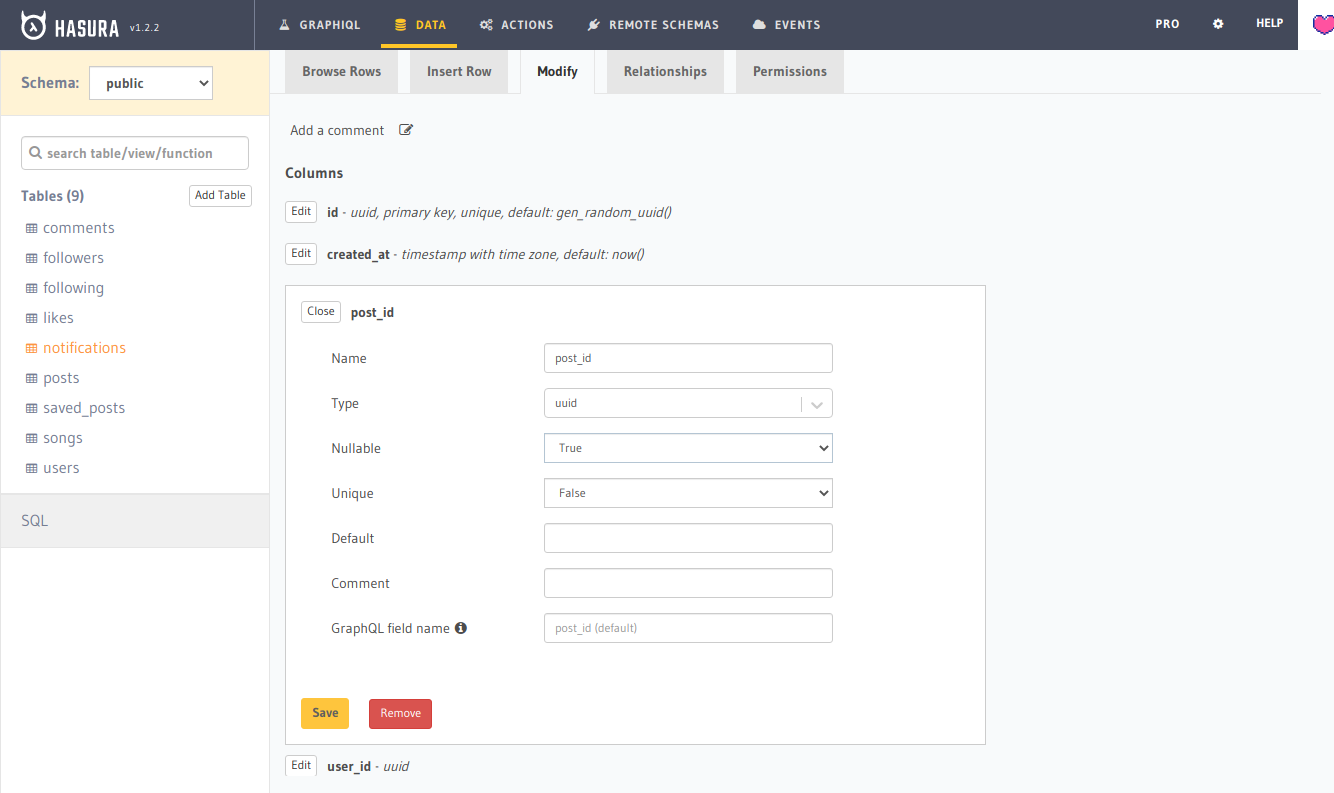 HASURA v1.2.2 GRAPHIQL DATA ACTIONS REMOTE SCHEMAS EVENTS PRO HELP
Schema: public
Browse Rows Insert Row Modify Relationships Permissions
search table/view/function
Tables (9) Add Table
comments
followers
following
likes
notifications
posts
saved_posts
songs
users
SQL
Add a comment
Columns
Edit id - uuid, primary key, unique, default: gen_random_uuid()
Edit created_at - timestamp with time zone, default: now()
Close post_id
Name post_id
Type uuid
Nullable True
Unique False
Default
Comment
GraphQL field name post_id (default)
Save Remove
Edit user_id - uuid